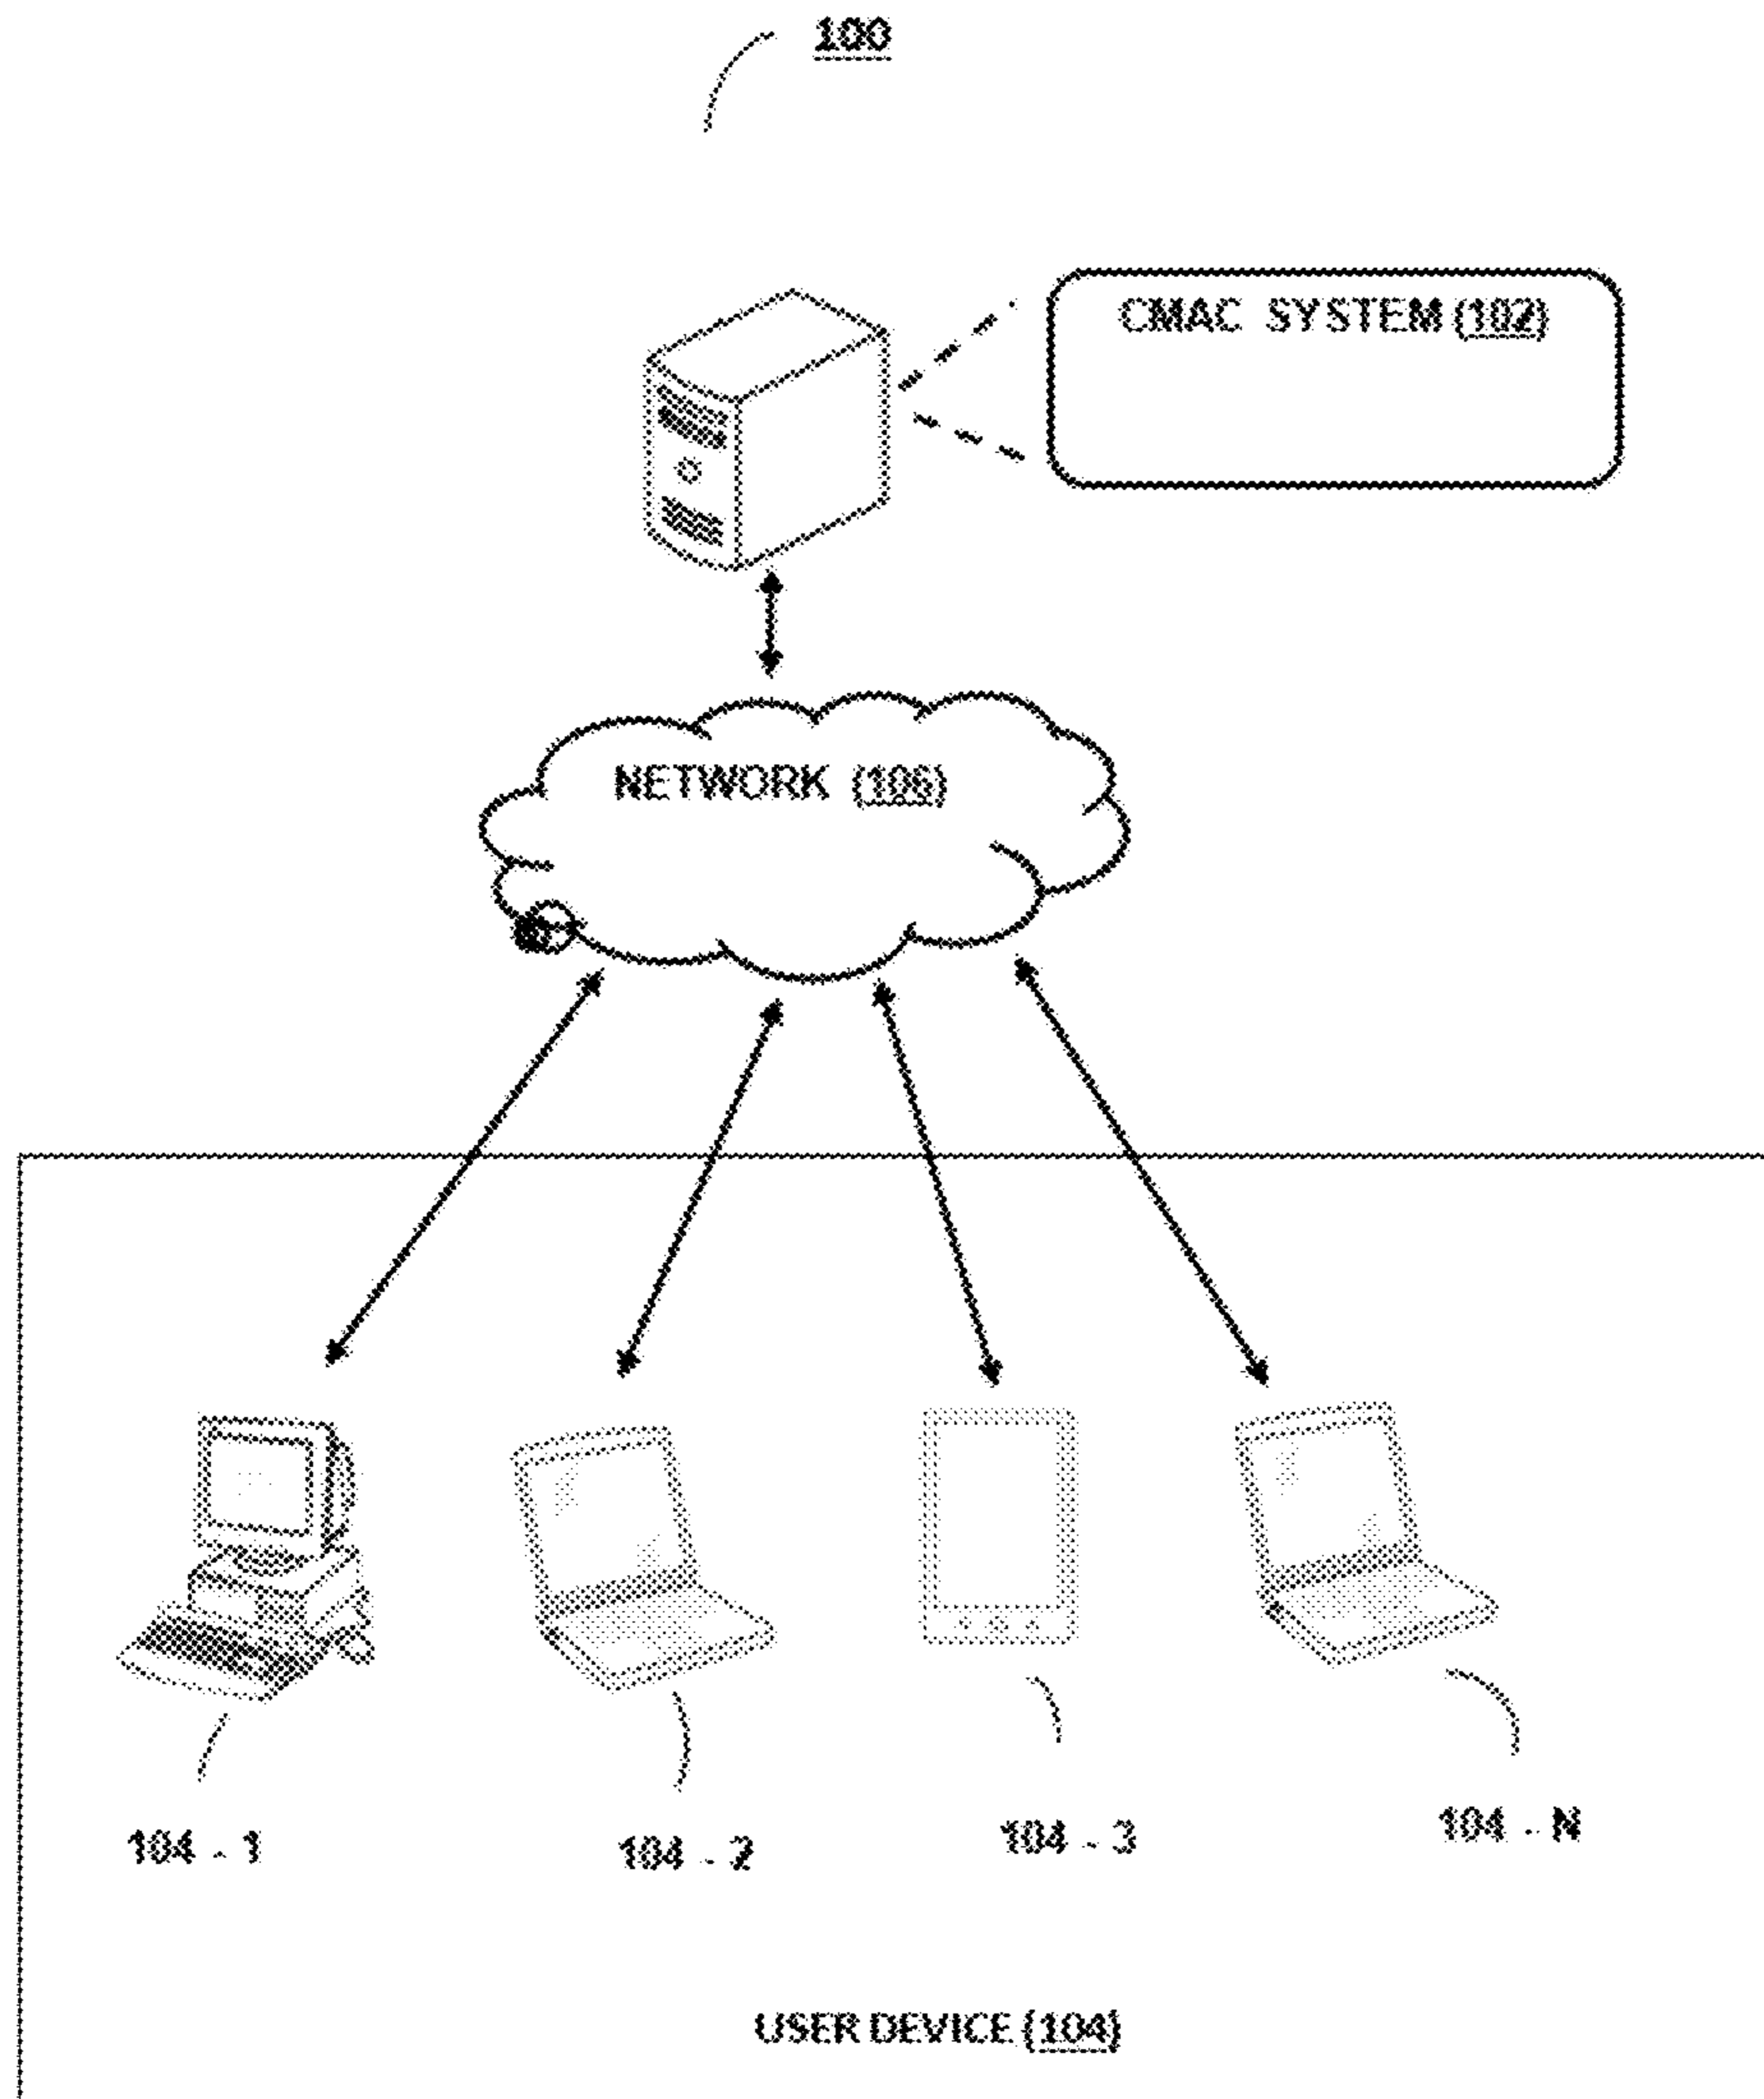 100
CMAC SYSTEM (102)
NETWORK (106)
104 - 1
104 - 2
104 - 3
104 - N
USER DEVICE (104)